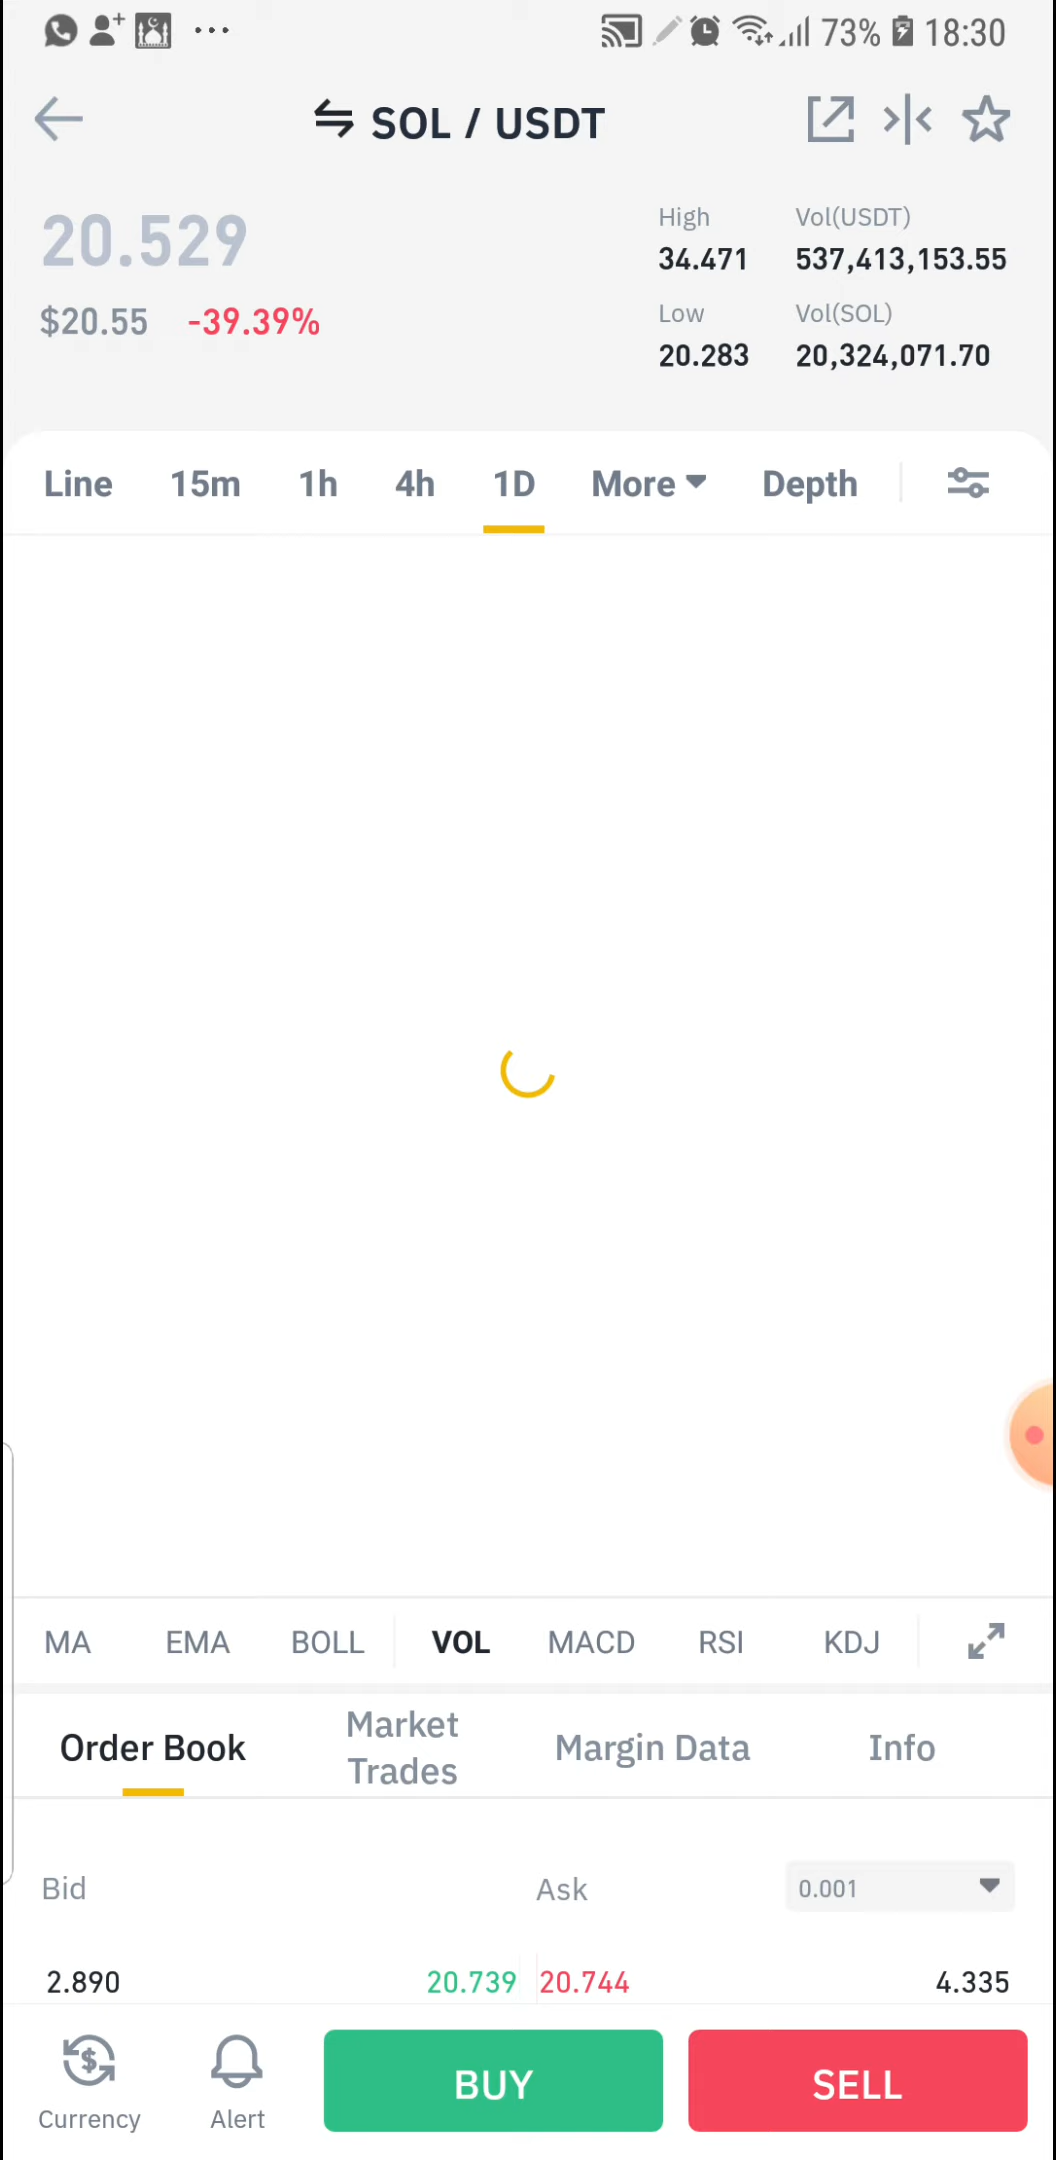 73% 18:30
SOL / USDT
20.529
$20.55 -39.39%
High Vol(USDT)
34.471 537,413,153.55
Low Vol(SOL)
20.283 20,324,071.70
Line 15m 1h 4h 1D More Depth
MA EMA BOLL VOL MACD RSI KDJ
Order Book Market Trades Margin Data Info
Bid Ask 0.001
2.890 20.739 20.744 4.335
Currency Alert BUY SELL